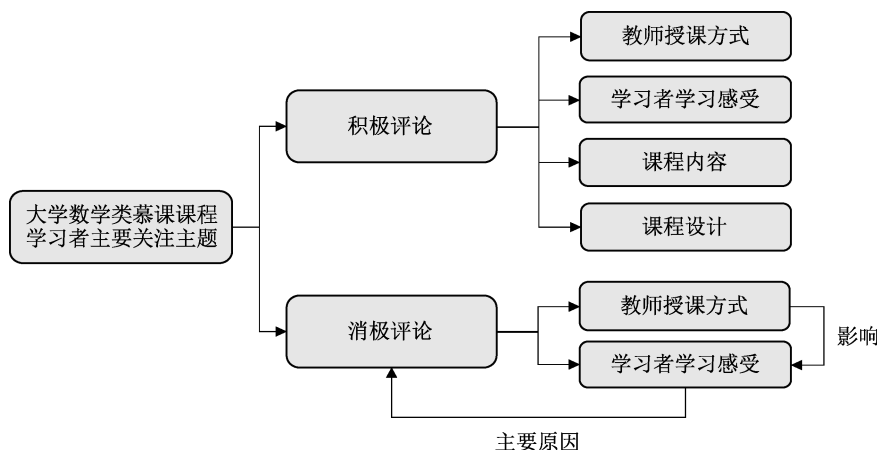 教师授课方式
学习者学习感受
积极评论
课程内容
大学数学类慕课课程
学习者主要关注主题
课程设计
教师授课方式
消极评论
影响
学习者学习感受
主要原因